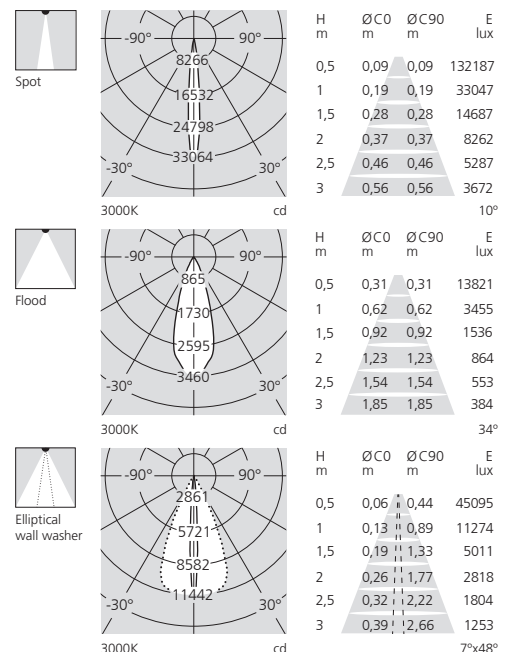 Spot
-90° 90°
8266
16532
24798
33064
-30° 30°
3000K cd
H ØC0 ØC90 E
m m m lux
0,5 0,09 0,09 132187
1 0,19 0,19 33047
1,5 0,28 0,28 14687
2 0,37 0,37 8262
2,5 0,46 0,46 5287
3 0,56 0,56 3672
10°
Flood
-90° 90°
865
1730
2595
3460
-30° 30°
3000K cd
H ØC0 ØC90 E
m m m lux
0,5 0,31 0,31 13821
1 0,62 0,62 3455
1,5 0,92 0,92 1536
2 1,23 1,23 864
2,5 1,54 1,54 553
3 1,85 1,85 384
34°
Elliptical
wall washer
-90° 90°
2861
5721
8582
11442
-30° 30°
3000K cd
H ØC0 ØC90 E
m m m lux
0,5 0,06 0,44 45095
1 0,13 0,89 11274
1,5 0,19 1,33 5011
2 0,26 1,77 2818
2,5 0,32 2,22 1804
3 0,39 2,66 1253
7°x48°